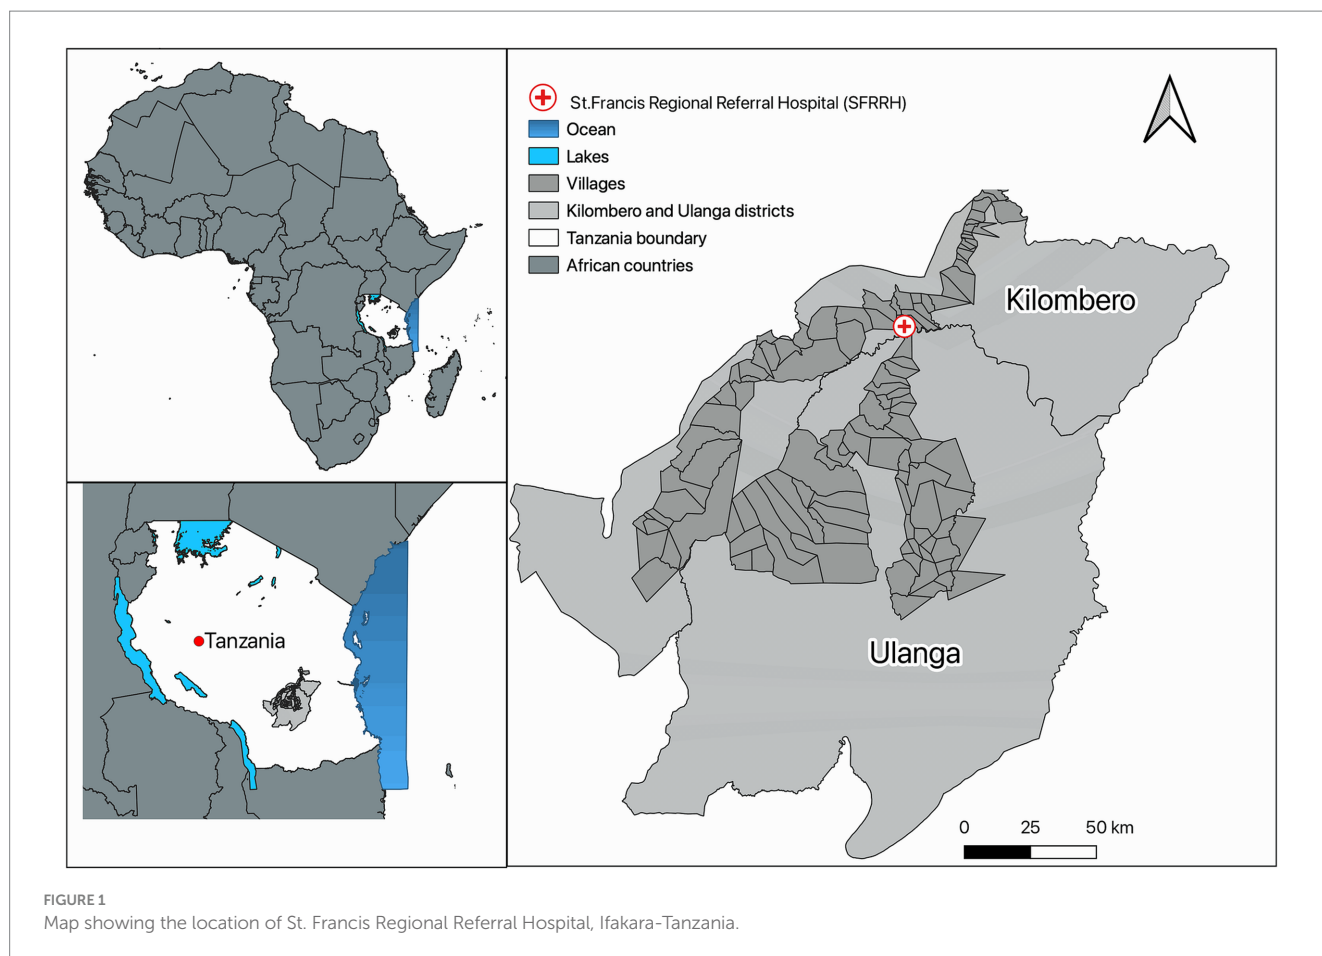 St.Francis Regional Referral Hospital (SFRRH)
Ocean
Lakes
Villages
Kilombero and Ulanga districts
Tanzania boundary
African countries
Kilombero
Tanzania
Ulanga
0 25 50 km
FIGURE 1
Map showing the location of St. Francis Regional Referral Hospital, Ifakara-Tanzania.